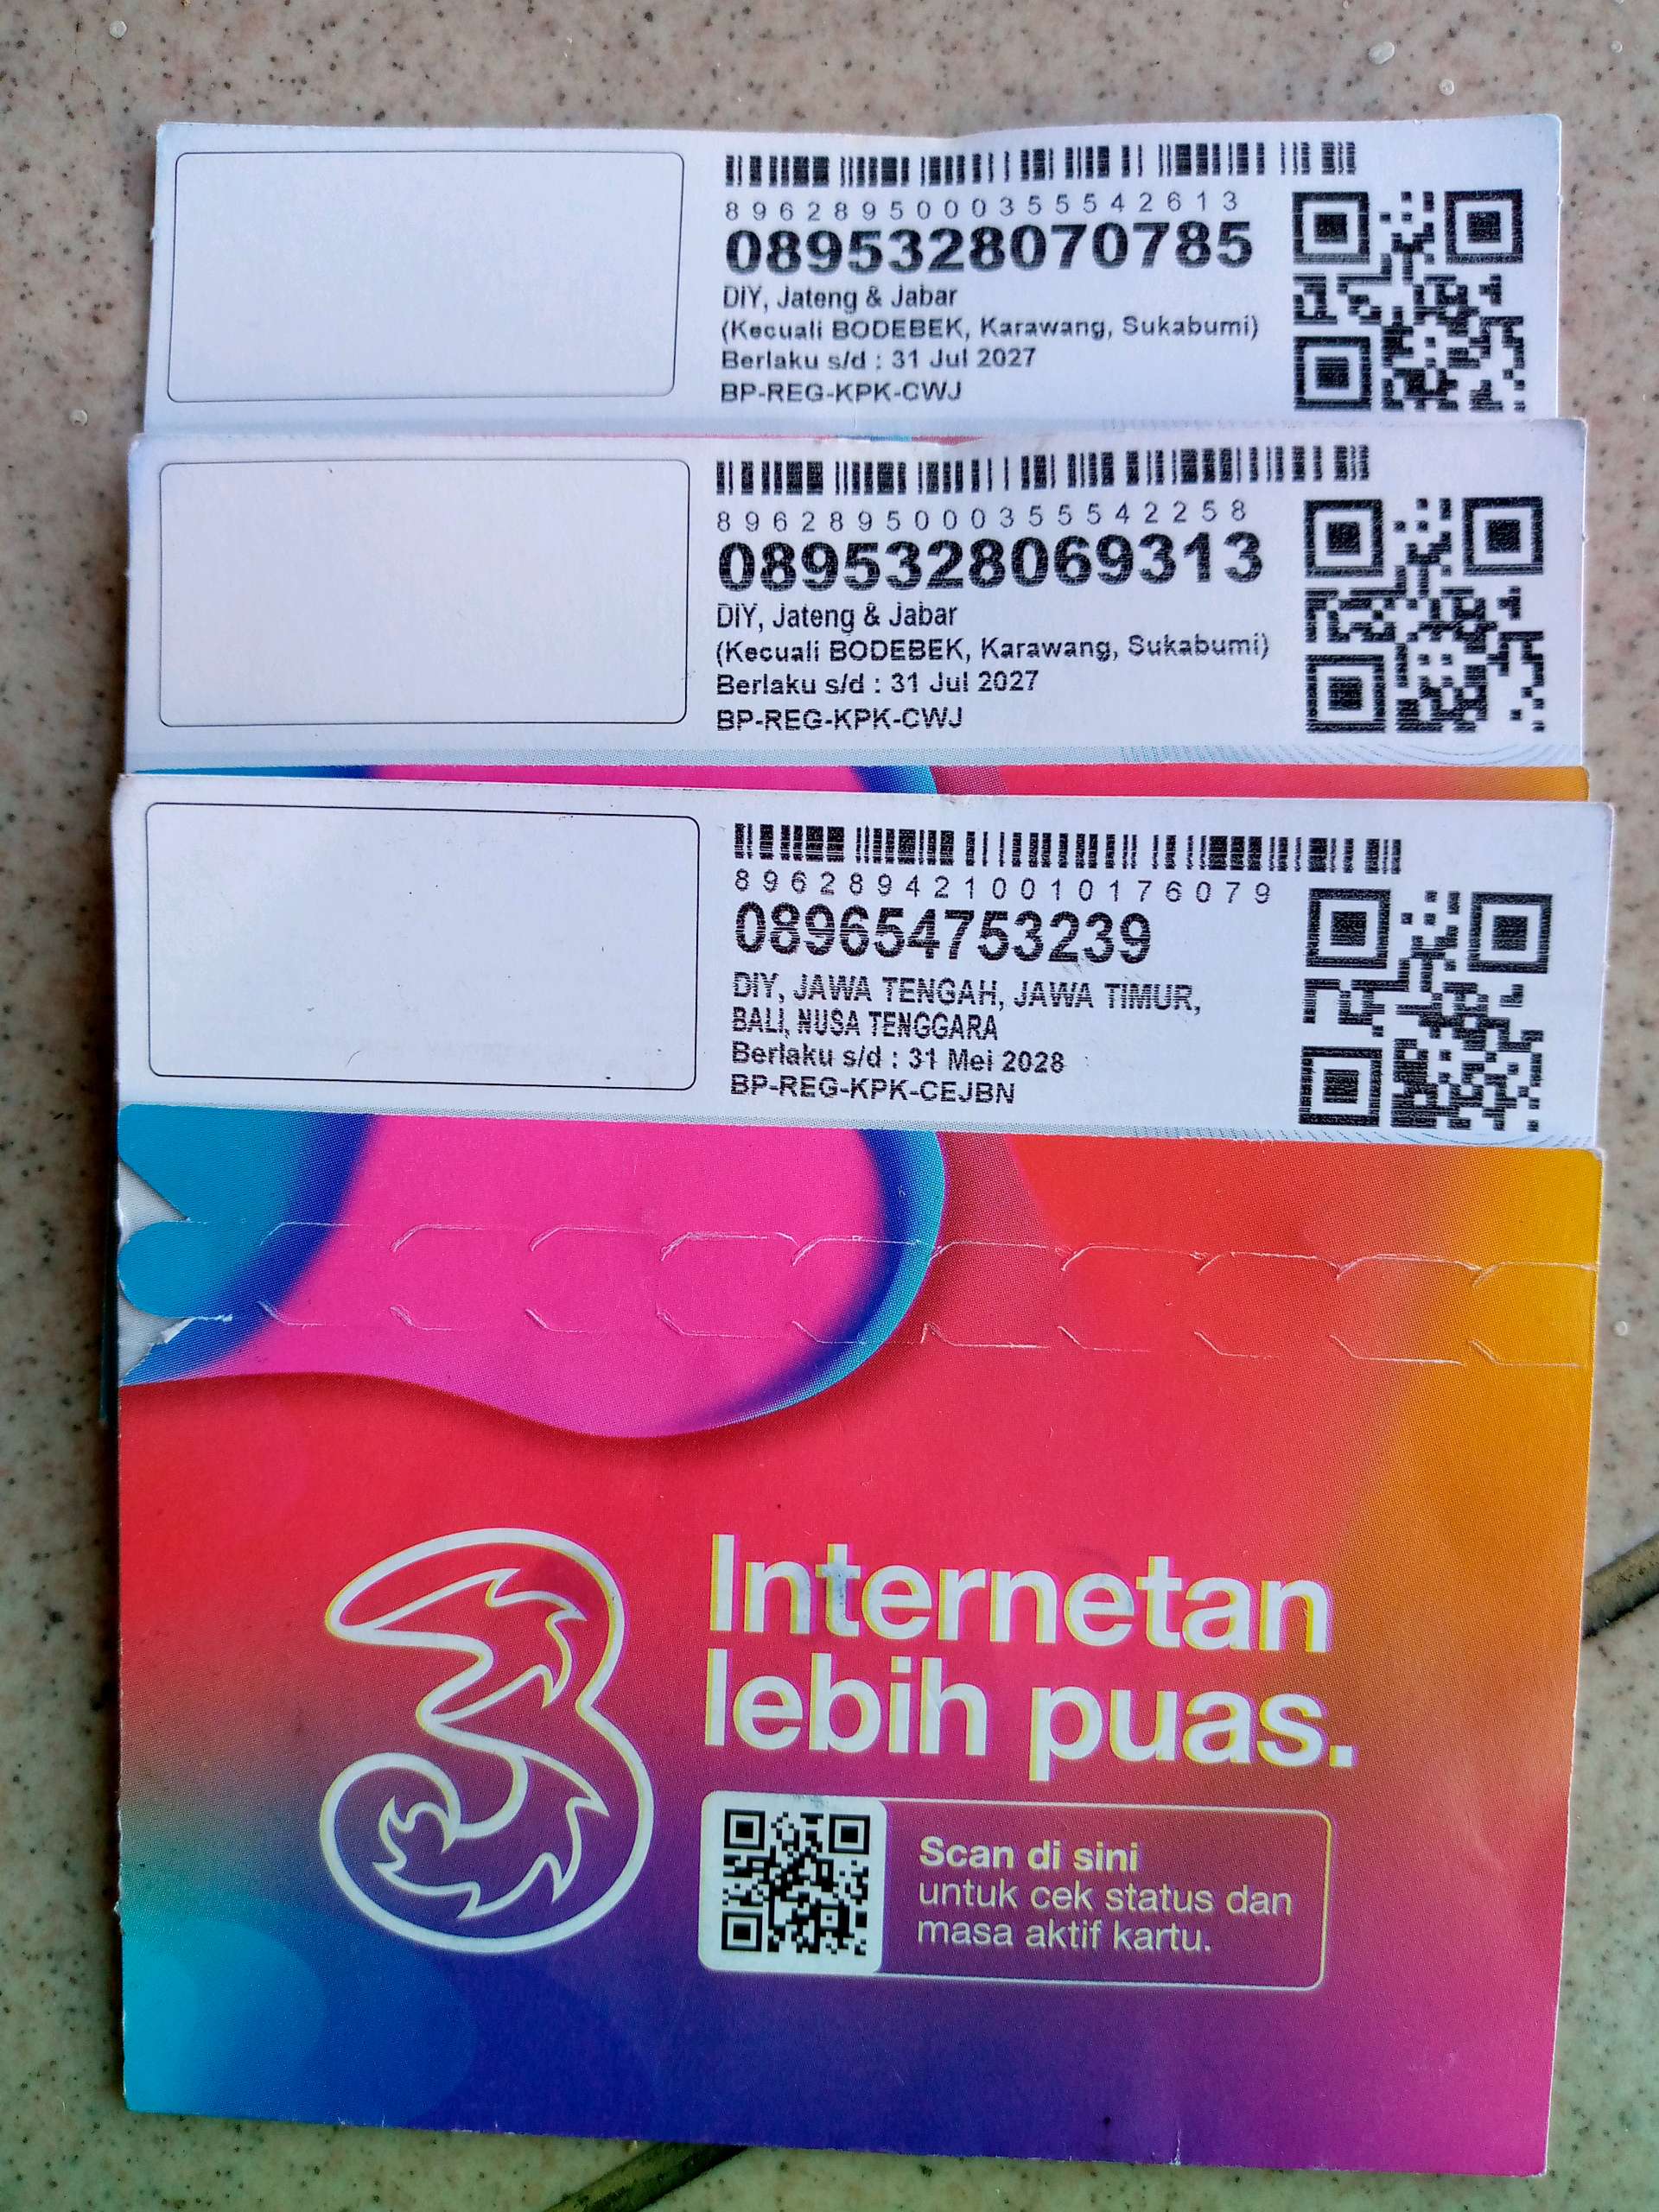 8962895000355542613
0895328070785
DIY, Jateng & Jabar
(Kecuali BODEBEK, Karawang, Sukabumi)
Berlaku s/d : 31 Jul 2027
BP-REG-KPK-CWJ
8962895000355542258
0895328069313
DIY, Jateng & Jabar
(Kecuali BODEBEK, Karawang, Sukabumi)
Berlaku s/d : 31 Jul 2027
BP-REG-KPK-CWJ
8962894210010176079
089654753239
DIY, JAWA TENGAH, JAWA TIMUR,
BALI, NUSA TENGGARA
Berlaku s/d : 31 Mei 2028
BP-REG-KPK-CEJBN
3
Internetan
lebih puas.
Scan di sini
untuk cek status dan
masa aktif kartu.